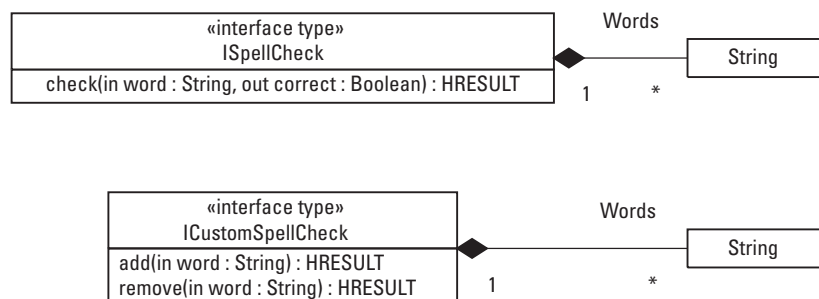 «interface type»
ISpellCheck
check(in word : String, out correct : Boolean) : HRESULT
Words
String
1
*
«interface type»
ICustomSpellCheck
add(in word : String) : HRESULT
remove(in word : String) : HRESULT
Words
String
1
*